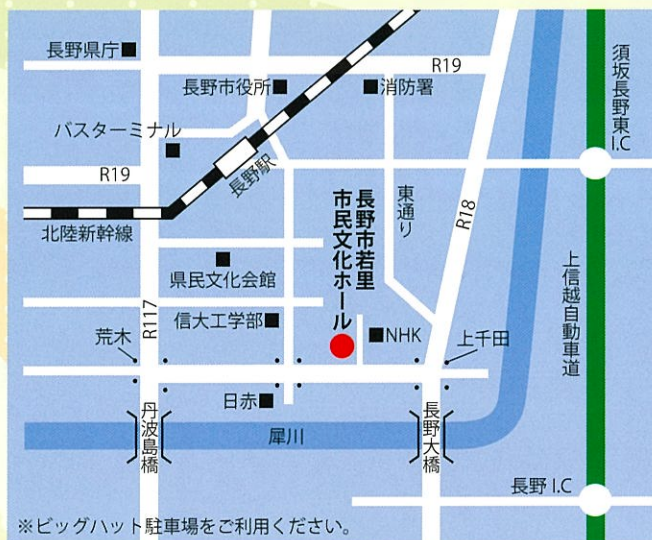 長野県庁
R19
長野市役所
消防署
バスターミナル
長野駅
R19
北陸新幹線
須坂長野東I.C
東通り
R18
長野市若里
市民文化ホール
県民文化会館
上信越自動車道
R117
信大工学部
NHK
荒木
上千田
日赤
丹波島橋
犀川
長野大橋
長野 I.C
※ビッグハット駐車場をご利用ください。